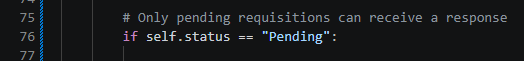 75 # Only pending requisitions can receive a response
76 if self.status == "Pending":
77